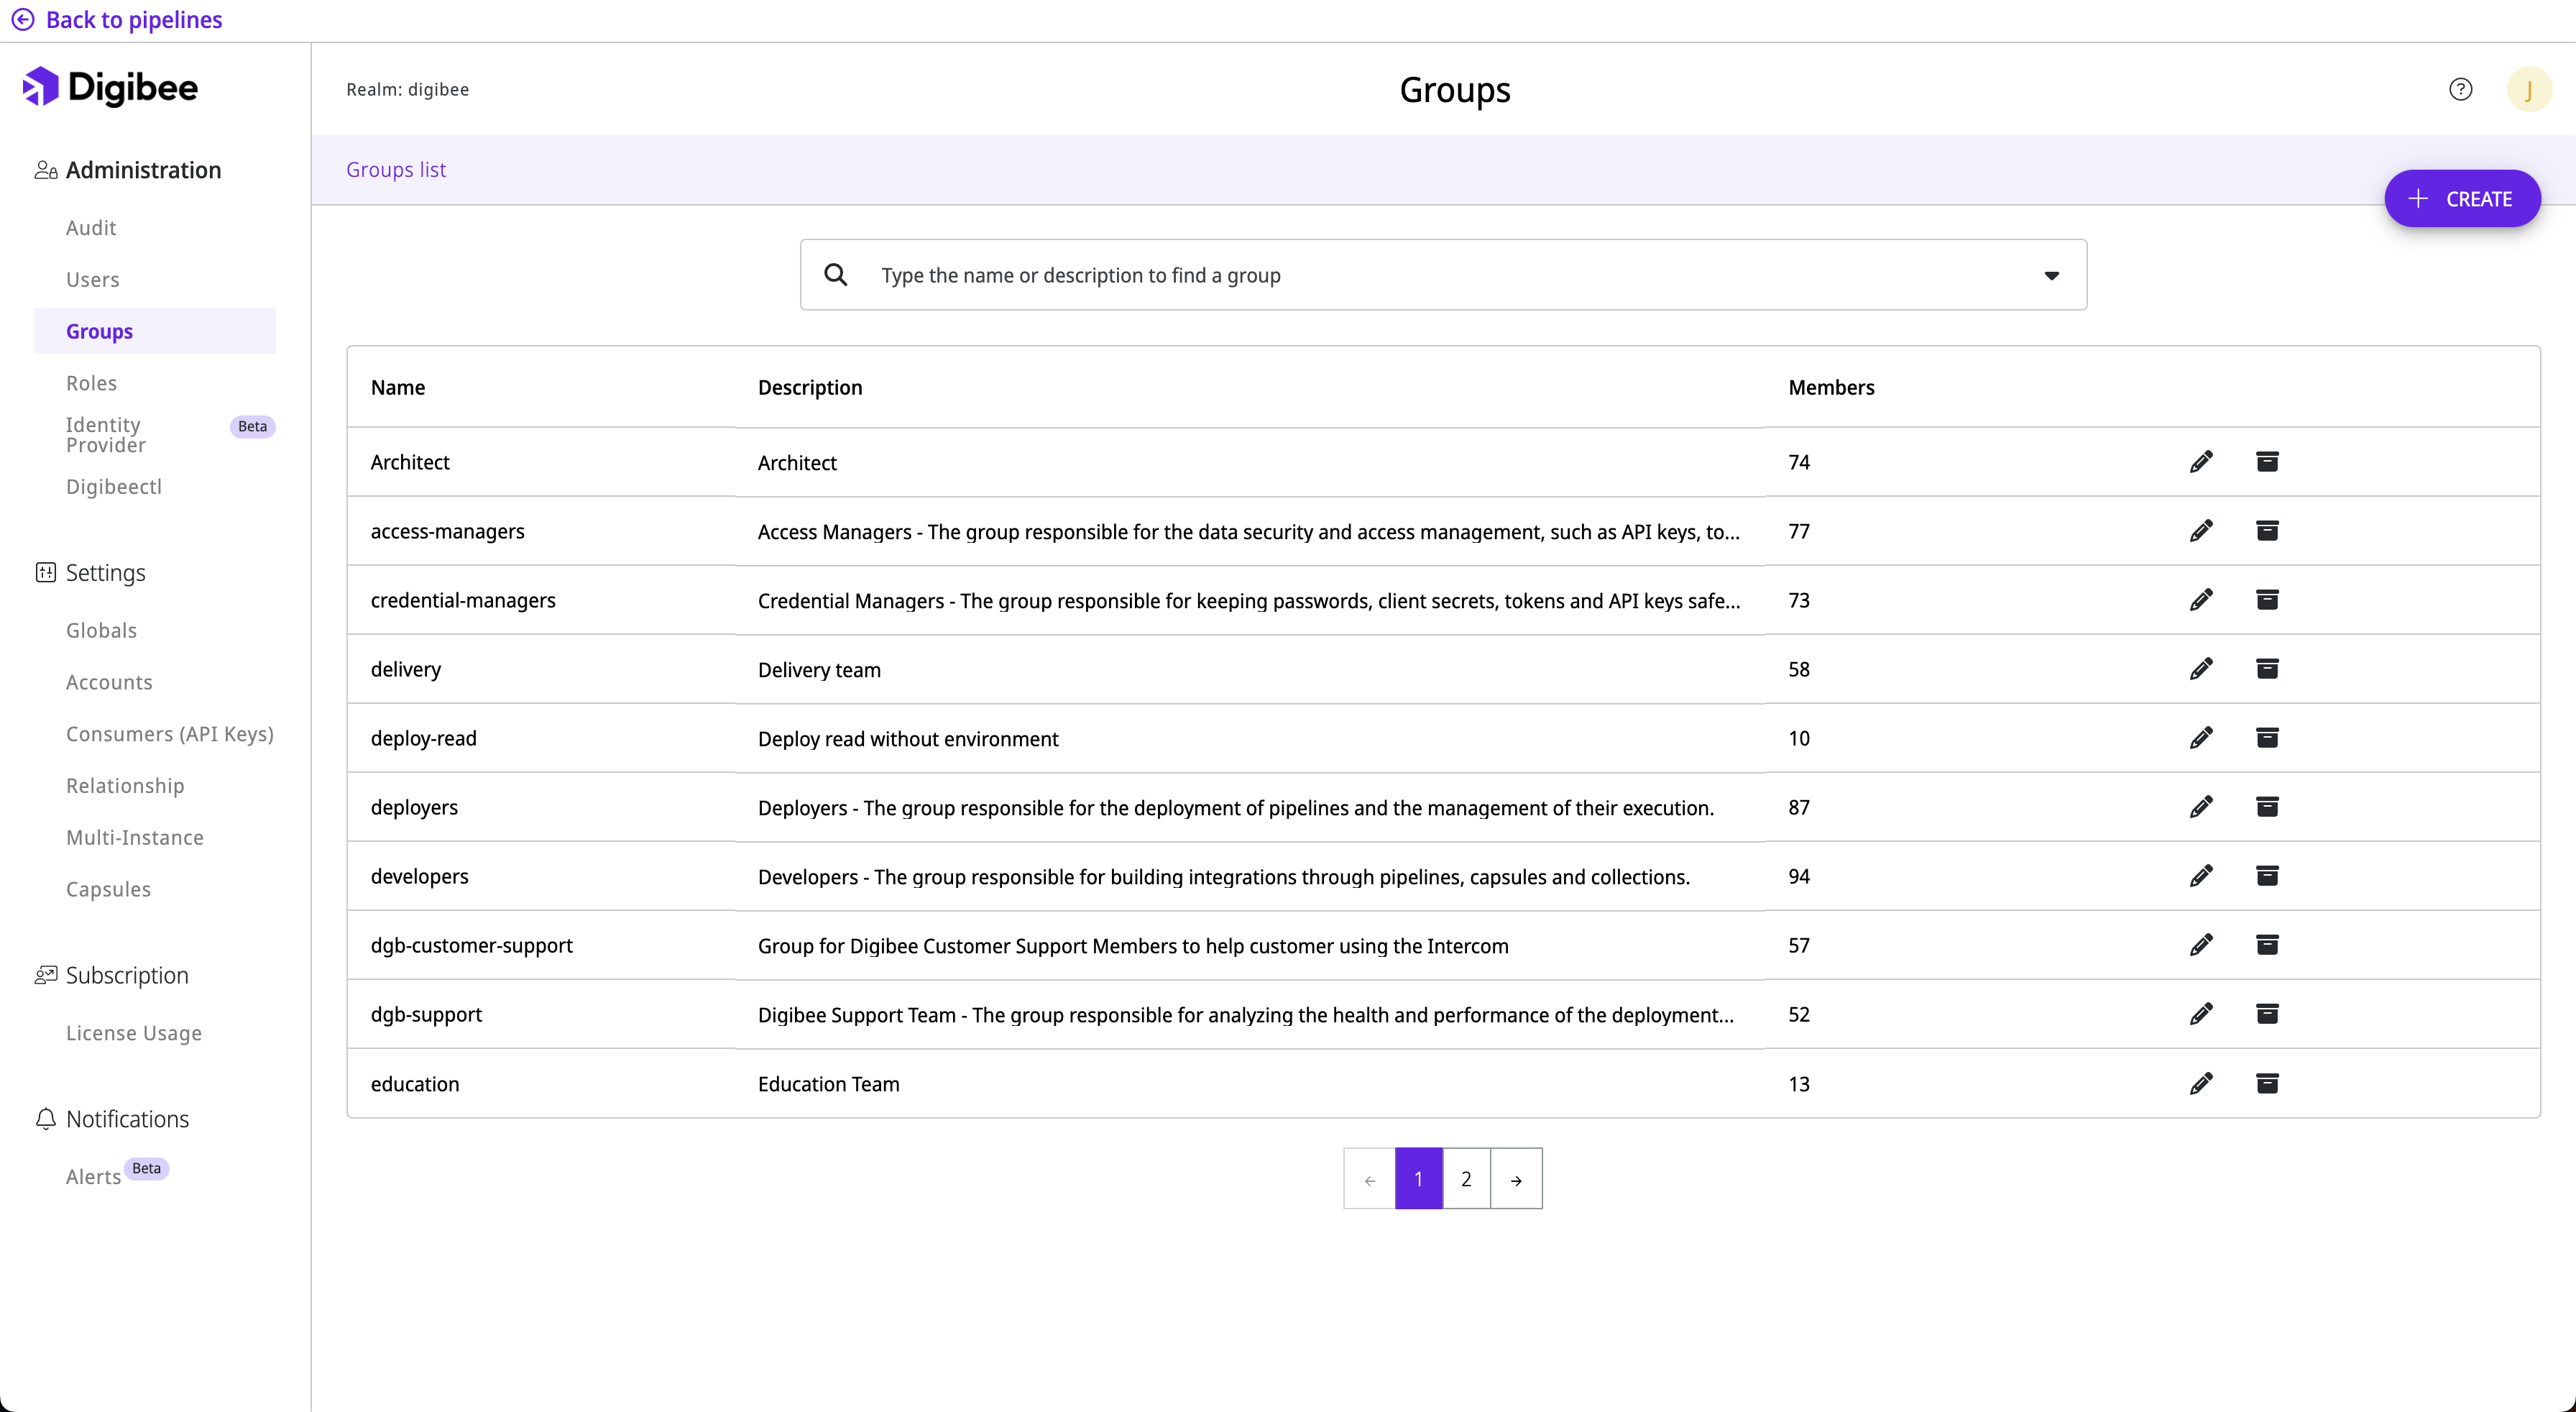 Back to pipelines
Digibee
Realm: digibee
Groups
?
J
Administration
Audit
Users
Groups
Roles
Identity Provider
Beta
Digibeectl
Settings
Globals
Accounts
Consumers (API Keys)
Relationship
Multi-Instance
Capsules
Subscription
License Usage
Notifications
Alerts Beta
Groups list
CREATE
Type the name or description to find a group
Name Description Members
Architect Architect 74
access-managers Access Managers - The group responsible for the data security and access management, such as API keys, to... 77
credential-managers Credential Managers - The group responsible for keeping passwords, client secrets, tokens and API keys safe... 73
delivery Delivery team 58
deploy-read Deploy read without environment 10
deployers Deployers - The group responsible for the deployment of pipelines and the management of their execution. 87
developers Developers - The group responsible for building integrations through pipelines, capsules and collections. 94
dgb-customer-support Group for Digibee Customer Support Members to help customer using the Intercom 57
dgb-support Digibee Support Team - The group responsible for analyzing the health and performance of the deployment... 52
education Education Team 13
← 1 2 →